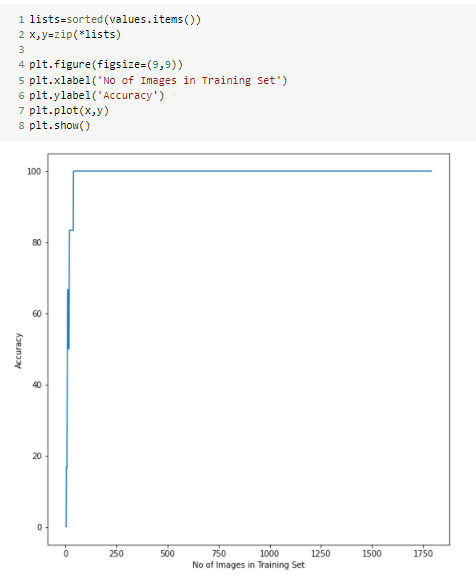 1 lists=sorted(values.items())
2 x,y=zip(*lists)
3
4 plt.figure(figsize=(9,9))
5 plt.xlabel('No of Images in Training Set')
6 plt.ylabel('Accuracy')
7 plt.plot(x,y)
8 plt.show()
100
80
60
40
20
0
Accuracy
0 250 500 750 1000 1250 1500 1750
No of Images in Training Set